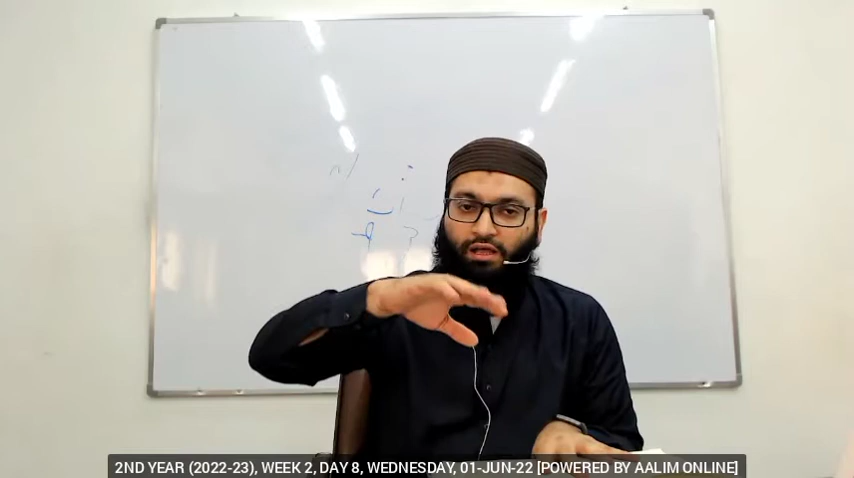 2ND YEAR (2022-23), WEEK 2, DAY 8, WEDNESDAY, 01-JUN-22 [POWERED BY AALIM ONLINE]